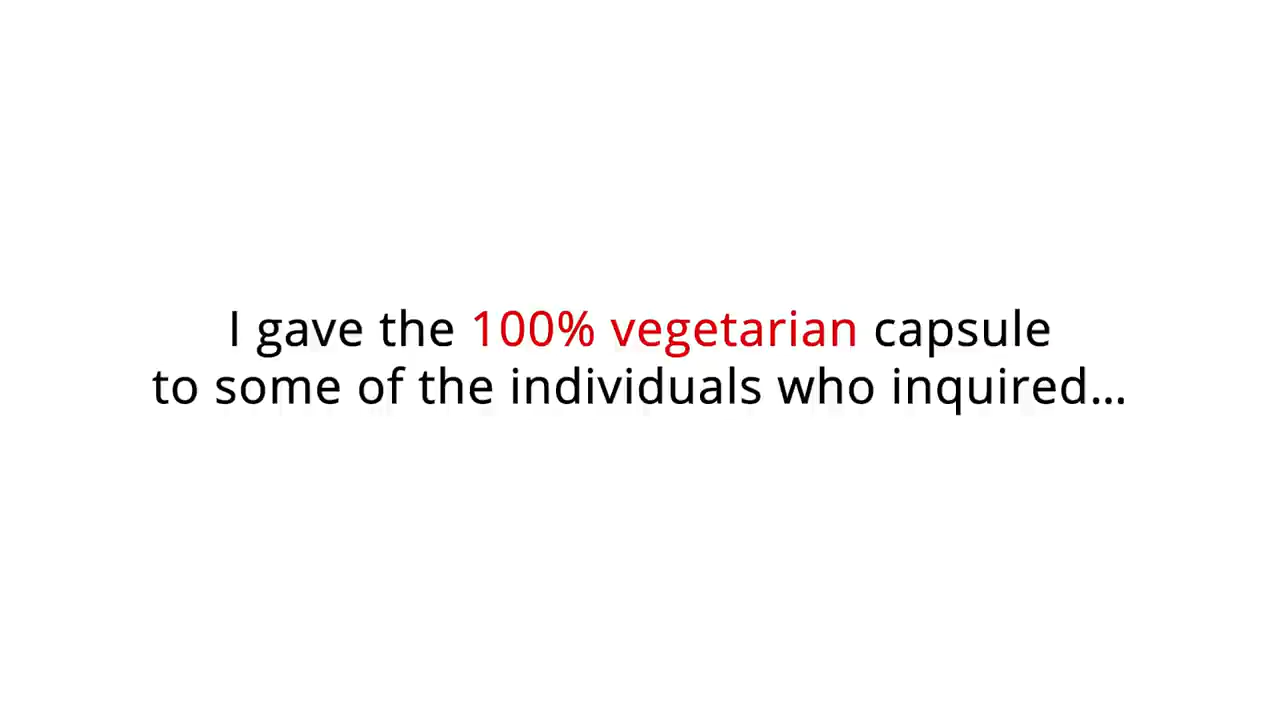 I gave the 100% vegetarian capsule
to some of the individuals who inquired...